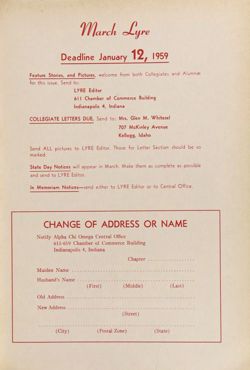 March Lyre
Deadline January 12, 1959
Feature Stories, and Pictures, welcome from both Collegiates and Alumnæ
for this issue. Send to:
LYRE Editor
611 Chamber of Commerce Building
Indianapolis 4, Indiana
COLLEGIATE LETTERS DUE. Send to: Mrs. Glen M. Whitesel
707 McKinley Avenue
Kellogg, Idaho
Send ALL pictures to LYRE Editor. Those for Letter Section should be so
marked.
State Day Notices will appear in March. Make them as complete as possible
and send to LYRE Editor.
In Memoriam Notices—send either to LYRE Editor or to Central Office.
CHANGE OF ADDRESS OR NAME
Notify Alpha Chi Omega Central Office
611-619 Chamber of Commerce Building
Indianapolis 4, Indiana
Chapter
Maiden Name
Husband's Name
(First) (Middle) (Last)
Old Address
New Address
(Street)
(City) (Postal Zone) (State)